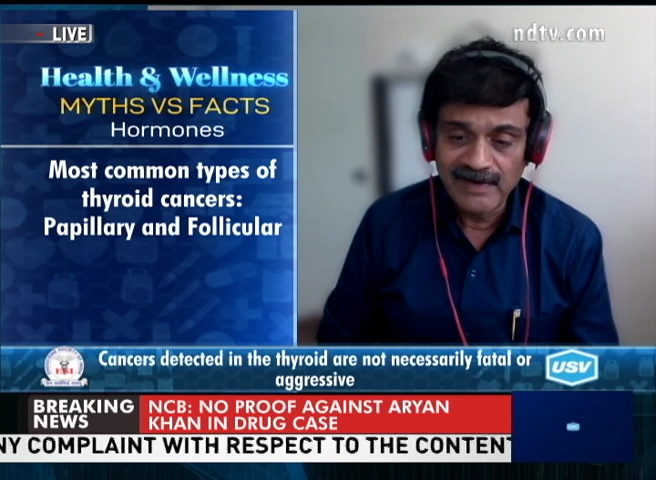 LIVE
ndtv.com
Health & Wellness
MYTHS VS FACTS
Hormones
Most common types of
thyroid cancers:
Papillary and Follicular
Cancers detected in the thyroid are not necessarily fatal or
aggressive
USV
BREAKING
NEWS
NCB: NO PROOF AGAINST ARYAN
KHAN IN DRUG CASE
NY COMPLAINT WITH RESPECT TO THE CONTENT